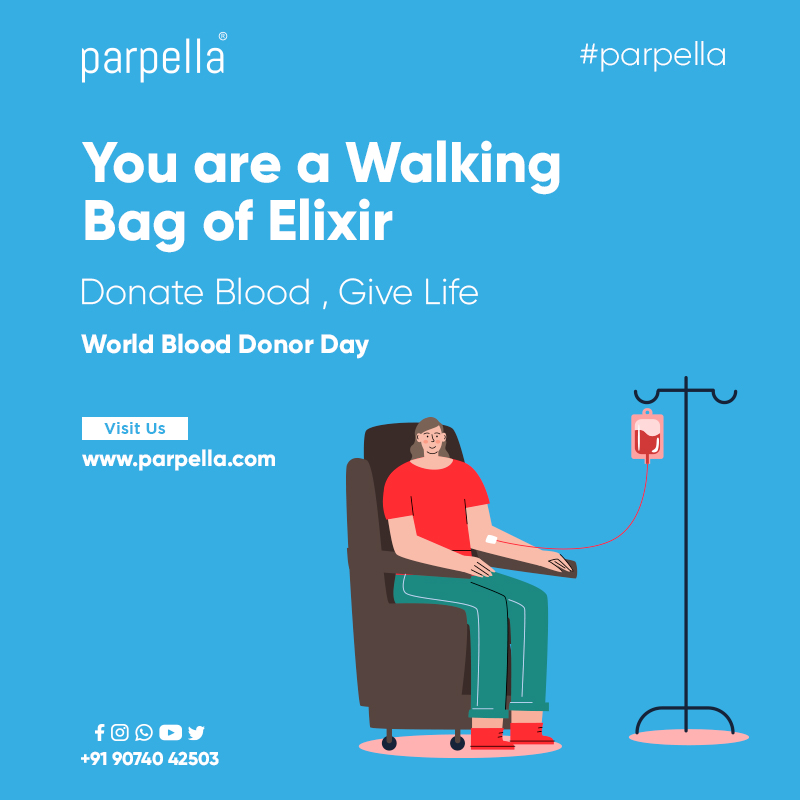 parpella®
#parpella
You are a Walking
Bag of Elixir
Donate Blood , Give Life
World Blood Donor Day
Visit Us
www.parpella.com
+91 90740 42503